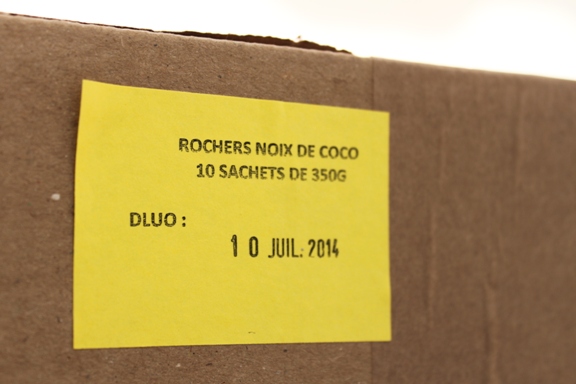 ROCHERS NOIX DE COCO
10 SACHETS DE 350G
DLUO :
10 JUIL. 2014